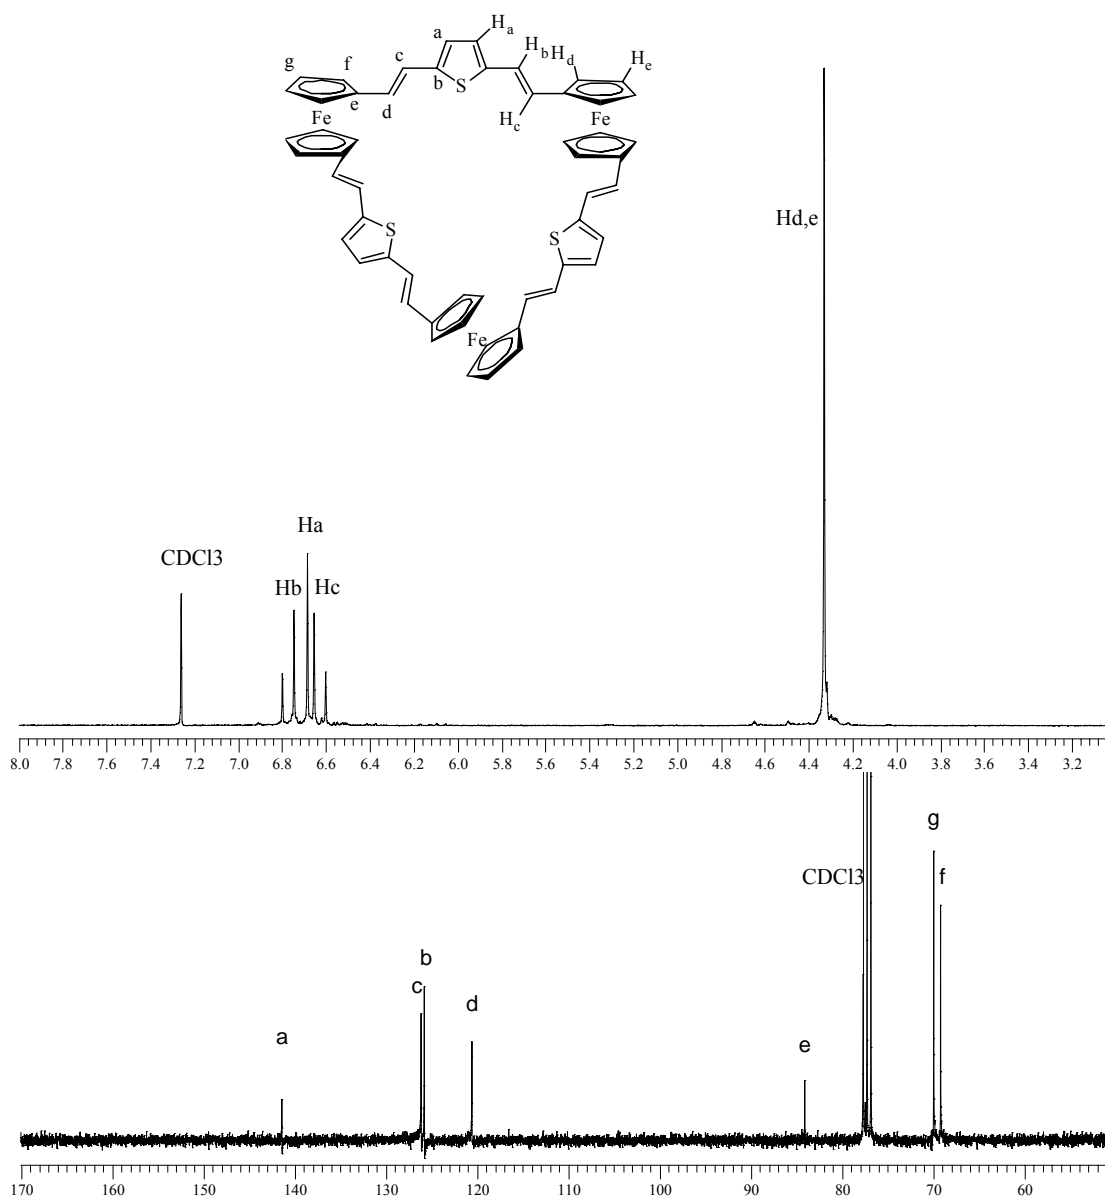 a Ha
c HbHd
g f He
b S
e d Hc
Fe Fe
S S
Fe
Hd,e
Ha
CDCl3
Hb Hc
8.0 7.8 7.6 7.4 7.2 7.0 6.8 6.6 6.4 6.2 6.0 5.8 5.6 5.4 5.2 5.0 4.8 4.6 4.4 4.2 4.0 3.8 3.6 3.4 3.2
g
CDCl3 f
b
c
d
a e
170 160 150 140 130 120 110 100 90 80 70 60